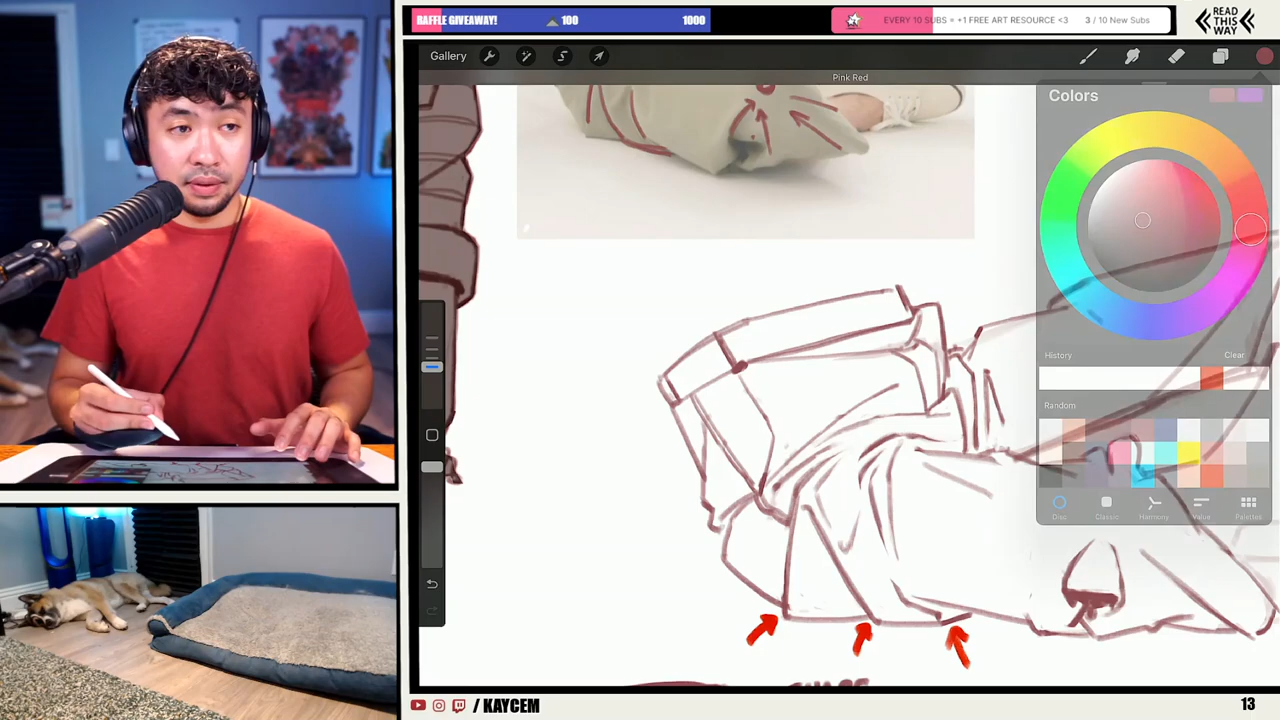 RAFFLE GIVEAWAY!
100
1000
EVERY 10 SUBS = +1 FREE ART RESOURCE <3
3 / 10 New Subs
READ
THIS
WAY
Gallery
Pink Red
Colors
History
Clear
Random
Disc
Classic
Harmony
Value
Palettes
/ KAYCEM
13